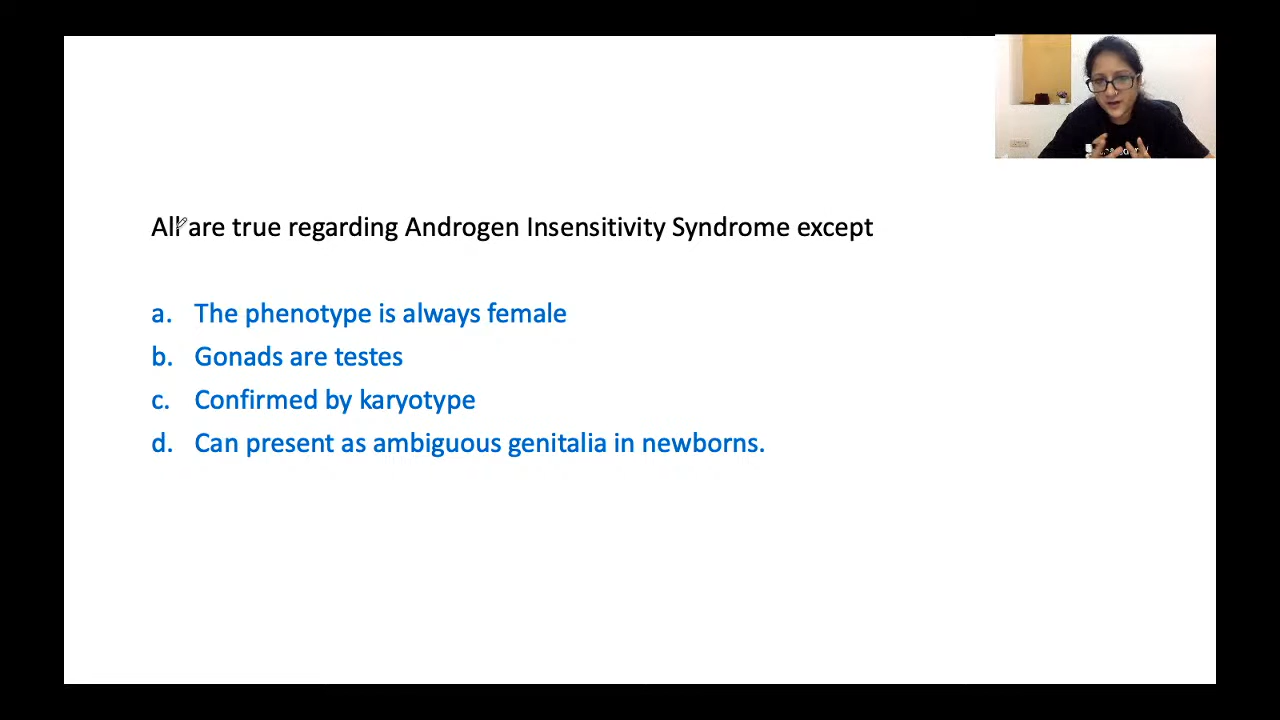 All are true regarding Androgen Insensitivity Syndrome except
a. The phenotype is always female
b. Gonads are testes
c. Confirmed by karyotype
d. Can present as ambiguous genitalia in newborns.